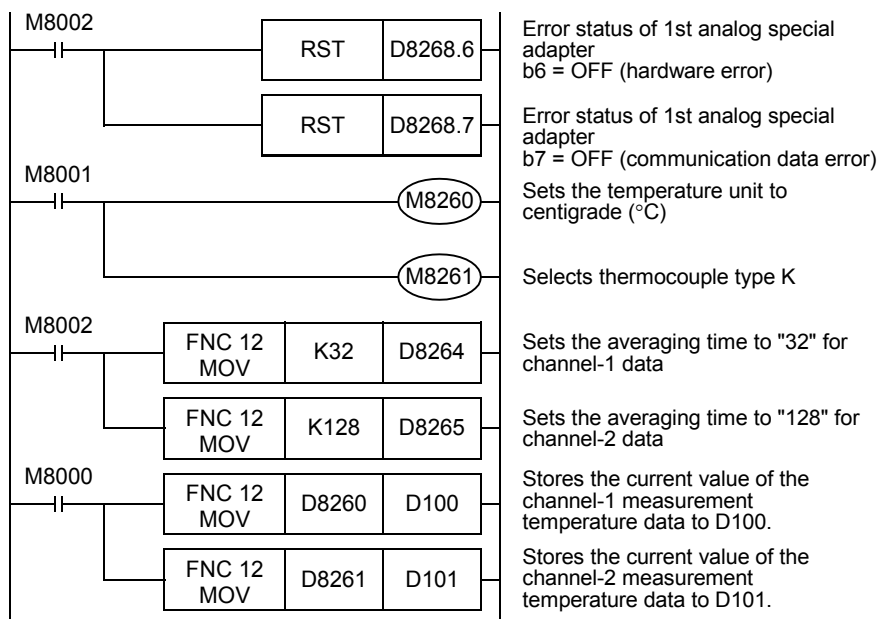 M8002
RST D8268.6
Error status of 1st analog special
adapter
b6 = OFF (hardware error)
RST D8268.7
Error status of 1st analog special
adapter
b7 = OFF (communication data error)
M8001
M8260
Sets the temperature unit to
centigrade (°C)
M8261
Selects thermocouple type K
M8002
FNC 12
MOV
K32 D8264
Sets the averaging time to "32" for
channel-1 data
FNC 12
MOV
K128 D8265
Sets the averaging time to "128" for
channel-2 data
M8000
FNC 12
MOV
D8260 D100
Stores the current value of the
channel-1 measurement
temperature data to D100.
FNC 12
MOV
D8261 D101
Stores the current value of the
channel-2 measurement
temperature data to D101.